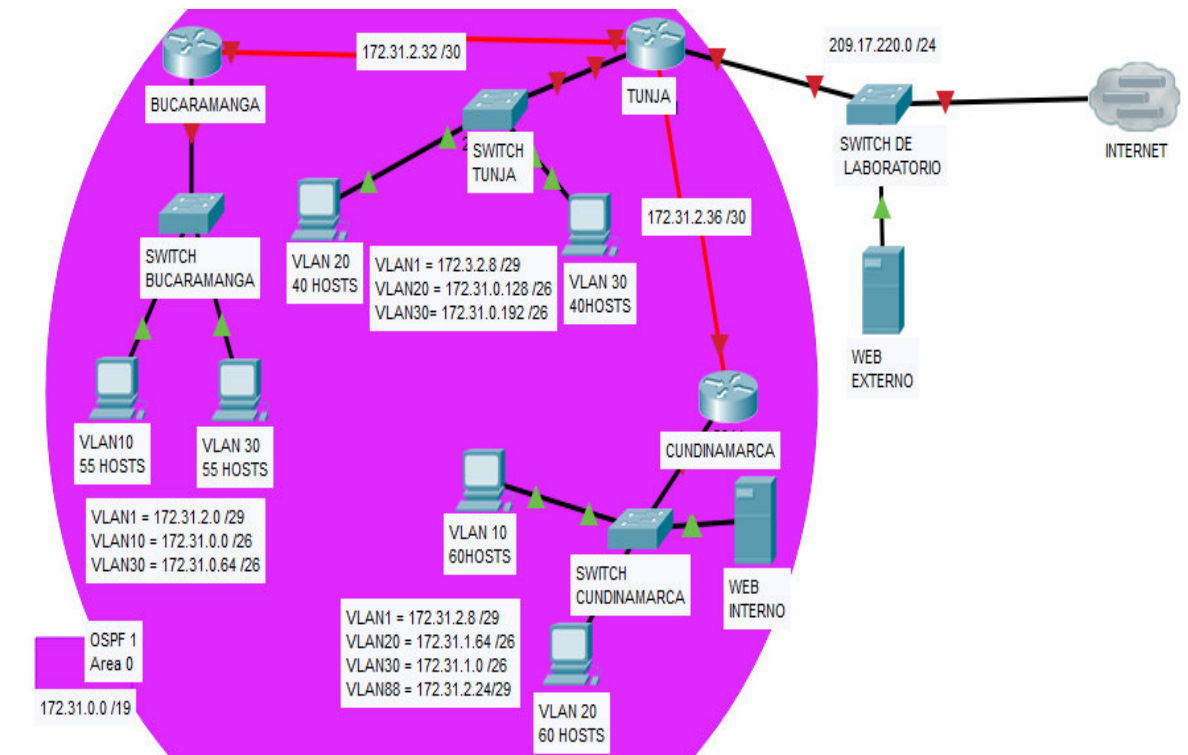 172.31.2.32 /30
209.17.220.0 /24
BUCARAMANGA
TUNJA
SWITCH DE
LABORATORIO
INTERNET
SWITCH
TUNJA
172.31.2.36 /30
SWITCH
BUCARAMANGA
VLAN 20
40 HOSTS
VLAN1 = 172.3.2.8 /29
VLAN20 = 172.31.0.128 /26
VLAN30= 172.31.0.192 /26
VLAN 30
40HOSTS
WEB
EXTERNO
VLAN10
55 HOSTS
VLAN 30
55 HOSTS
CUNDINAMARCA
VLAN1 = 172.31.2.0 /29
VLAN10 = 172.31.0.0 /26
VLAN30 = 172.31.0.64 /26
VLAN 10
60HOSTS
SWITCH
CUNDINAMARCA
WEB
INTERNO
VLAN1 = 172.31.2.8 /29
VLAN20 = 172.31.1.64 /26
VLAN30 = 172.31.1.0 /26
VLAN88 = 172.31.2.24/29
VLAN 20
60 HOSTS
OSPF 1
Area 0
172.31.0.0 /19